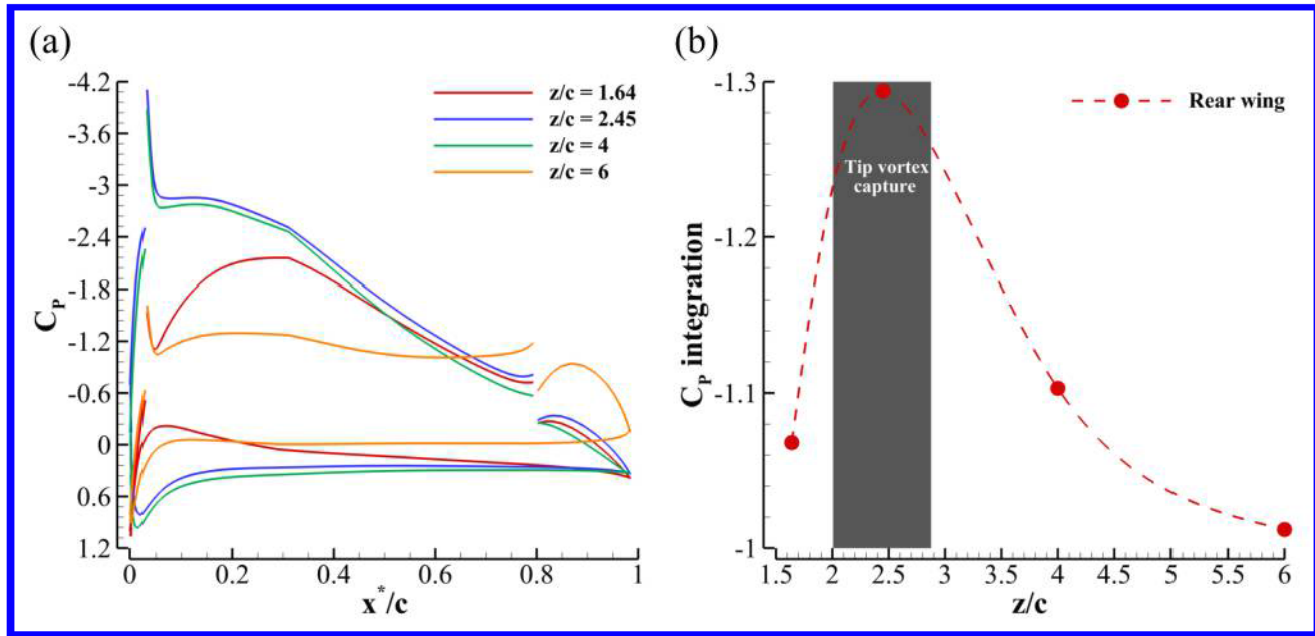 (a)
(b)
-4.2
-3.6
-3
-2.4
-1.8
-1.2
-0.6
0
0.6
1.2
C_P
0
0.2
0.4
0.6
0.8
1
x*/c
z/c = 1.64
z/c = 2.45
z/c = 4
z/c = 6
-1.3
-1.2
-1.1
-1
C_P integration
1.5
2
2.5
3
3.5
4
4.5
5
5.5
6
z/c
Rear wing
Tip vortex
capture